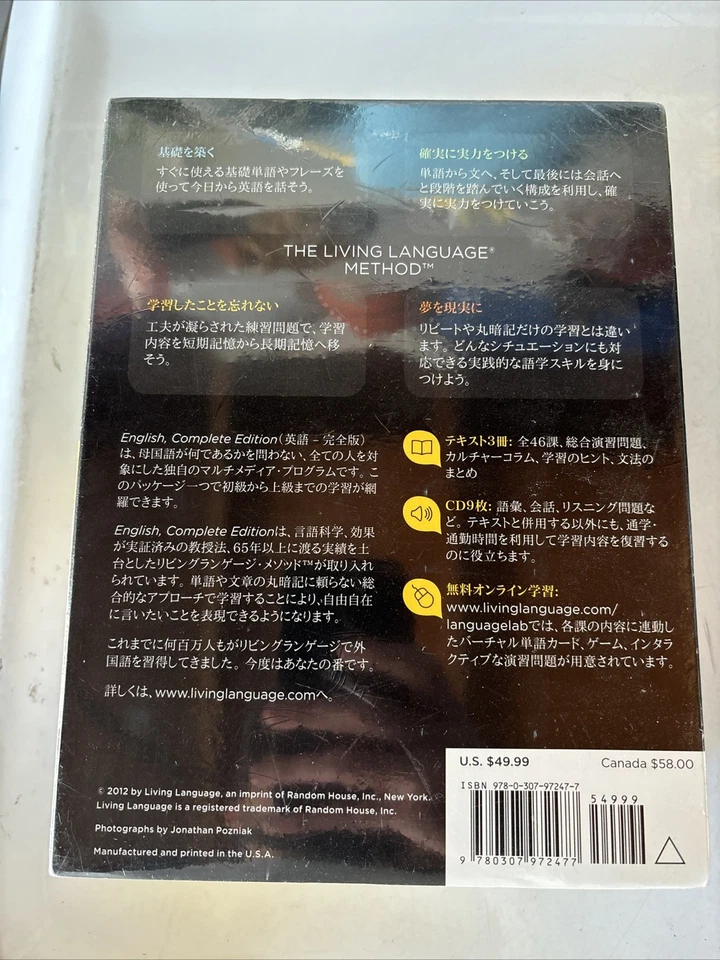 基礎を築く
すぐに使える基礎単語やフレーズを
使って今日から英語を話そう。
確実に実力をつける
単語から文へ、そして最後には会話へ
と段階を踏んでいく構成を利用し、確
実に実力をつけていこう。
THE LIVING LANGUAGE®
METHOD™
学習したことを忘れない
工夫が凝らされた練習問題で、学習
内容を短期記憶から長期記憶へ移
そう。
夢を現実に
リピートや丸暗記だけの学習とは違い
ます。どんなシチュエーションにも対
応できる実践的な語学スキルを身に
つけよう。
English, Complete Edition(英語 – 完全版)
は、母国語が何であるかを問わない、全ての人を対
象にした独自のマルチメディア・プログラムです。こ
のパッケージ一つで初級から上級までの学習が網
羅できます。
English, Complete Editionは、言語科学、効果
が実証済みの教授法、65年以上に渡る実績を土
台としたリビングランゲージ・メソッド™が取り入れ
られています。単語や文章の丸暗記に頼らない総
合的なアプローチで学習することにより、自由自在
に言いたいことを表現できるようになります。
これまでに何百万人もがリビングランゲージで外
国語を習得してきました。今度はあなたの番です。
詳しくは、www.livinglanguage.comへ。
テキスト3冊: 全46課、総合演習問題、
カルチャーコラム、学習のヒント、文法の
まとめ
CD9枚: 語彙、会話、リスニング問題な
ど。テキストと併用する以外にも、通学・
通勤時間を利用して学習内容を復習する
のに役立ちます。
無料オンライン学習:
www.livinglanguage.com/
languagelabでは、各課の内容に連動し
たバーチャル単語カード、ゲーム、インタラ
クティブな演習問題が用意されています。
© 2012 by Living Language, an imprint of Random House, Inc., New York.
Living Language is a registered trademark of Random House, Inc.
Photographs by Jonathan Pozniak
Manufactured and printed in the U.S.A.
U.S. $49.99 Canada $58.00
ISBN 978-0-307-97247-7
54999
9 780307 972477